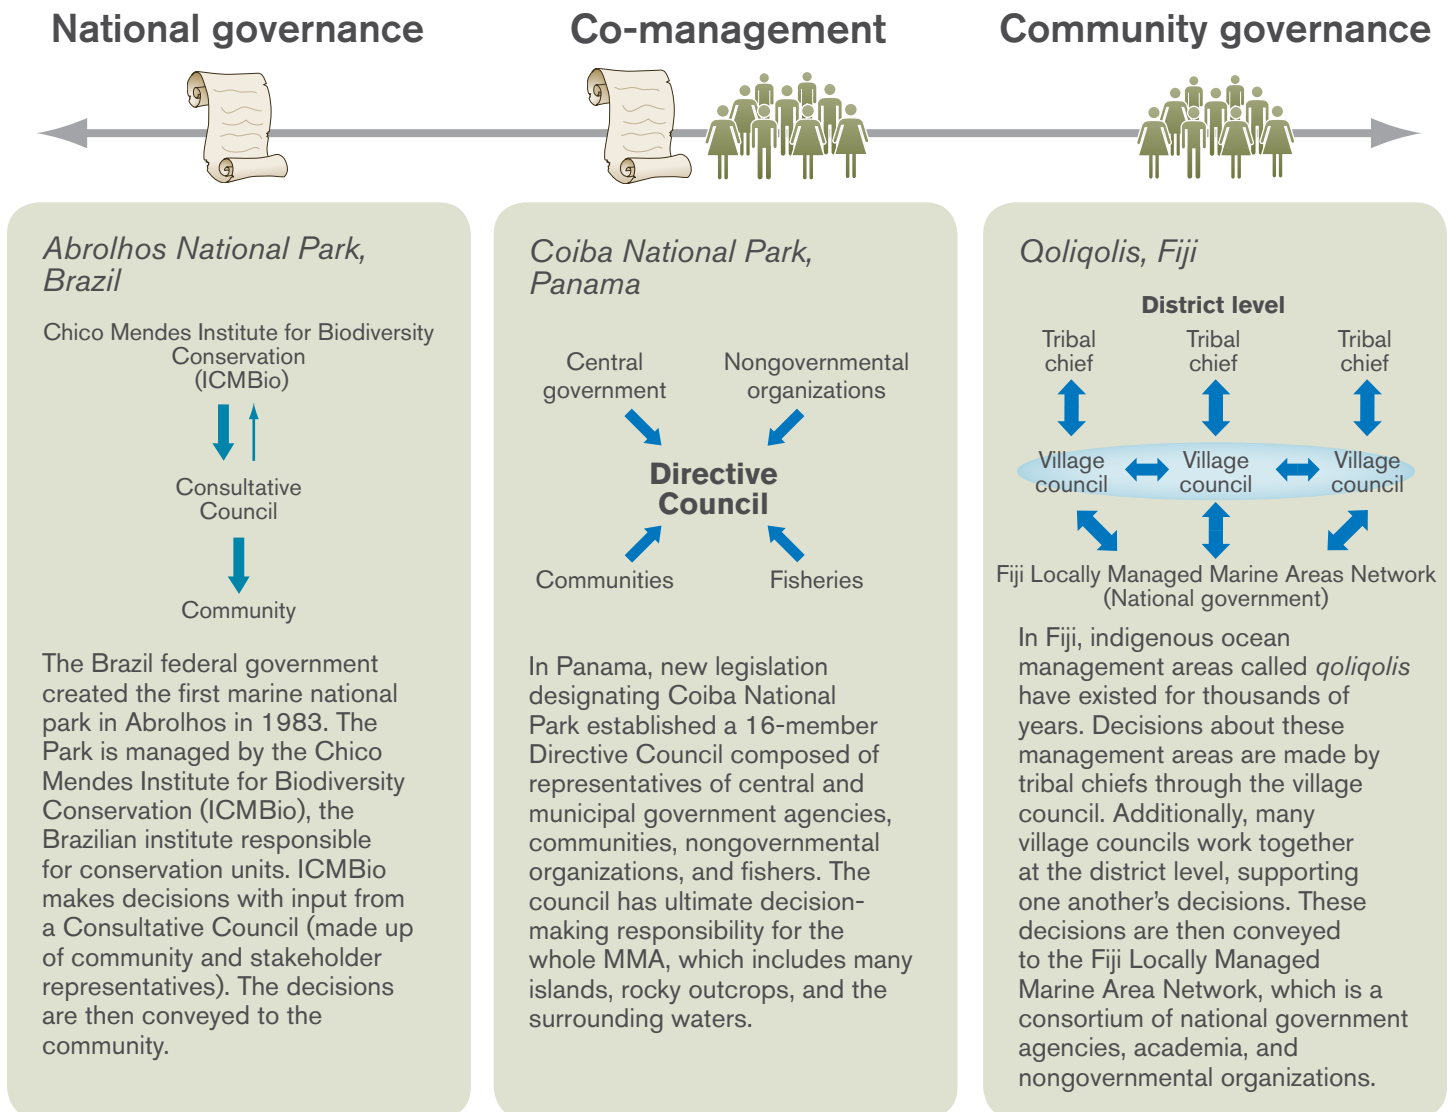 National governance
Co-management
Community governance
Abrolhos National Park,
Brazil
Chico Mendes Institute for Biodiversity
Conservation
(ICMBio)
Consultative
Council
Community
The Brazil federal government
created the first marine national
park in Abrolhos in 1983. The
Park is managed by the Chico
Mendes Institute for Biodiversity
Conservation (ICMBio), the
Brazilian institute responsible
for conservation units. ICMBio
makes decisions with input from
a Consultative Council (made up
of community and stakeholder
representatives). The decisions
are then conveyed to the
community.
Coiba National Park,
Panama
Central
government
Nongovernmental
organizations
Directive
Council
Communities
Fisheries
In Panama, new legislation
designating Coiba National
Park established a 16-member
Directive Council composed of
representatives of central and
municipal government agencies,
communities, nongovernmental
organizations, and fishers. The
council has ultimate decision-
making responsibility for the
whole MMA, which includes many
islands, rocky outcrops, and the
surrounding waters.
Qoliqolis, Fiji
District level
Tribal
chief
Tribal
chief
Tribal
chief
Village
council
Village
council
Village
council
Fiji Locally Managed Marine Areas Network
(National government)
In Fiji, indigenous ocean
management areas called qoliqolis
have existed for thousands of
years. Decisions about these
management areas are made by
tribal chiefs through the village
council. Additionally, many
village councils work together
at the district level, supporting
one another’s decisions. These
decisions are then conveyed
to the Fiji Locally Managed
Marine Area Network, which is a
consortium of national government
agencies, academia, and
nongovernmental organizations.